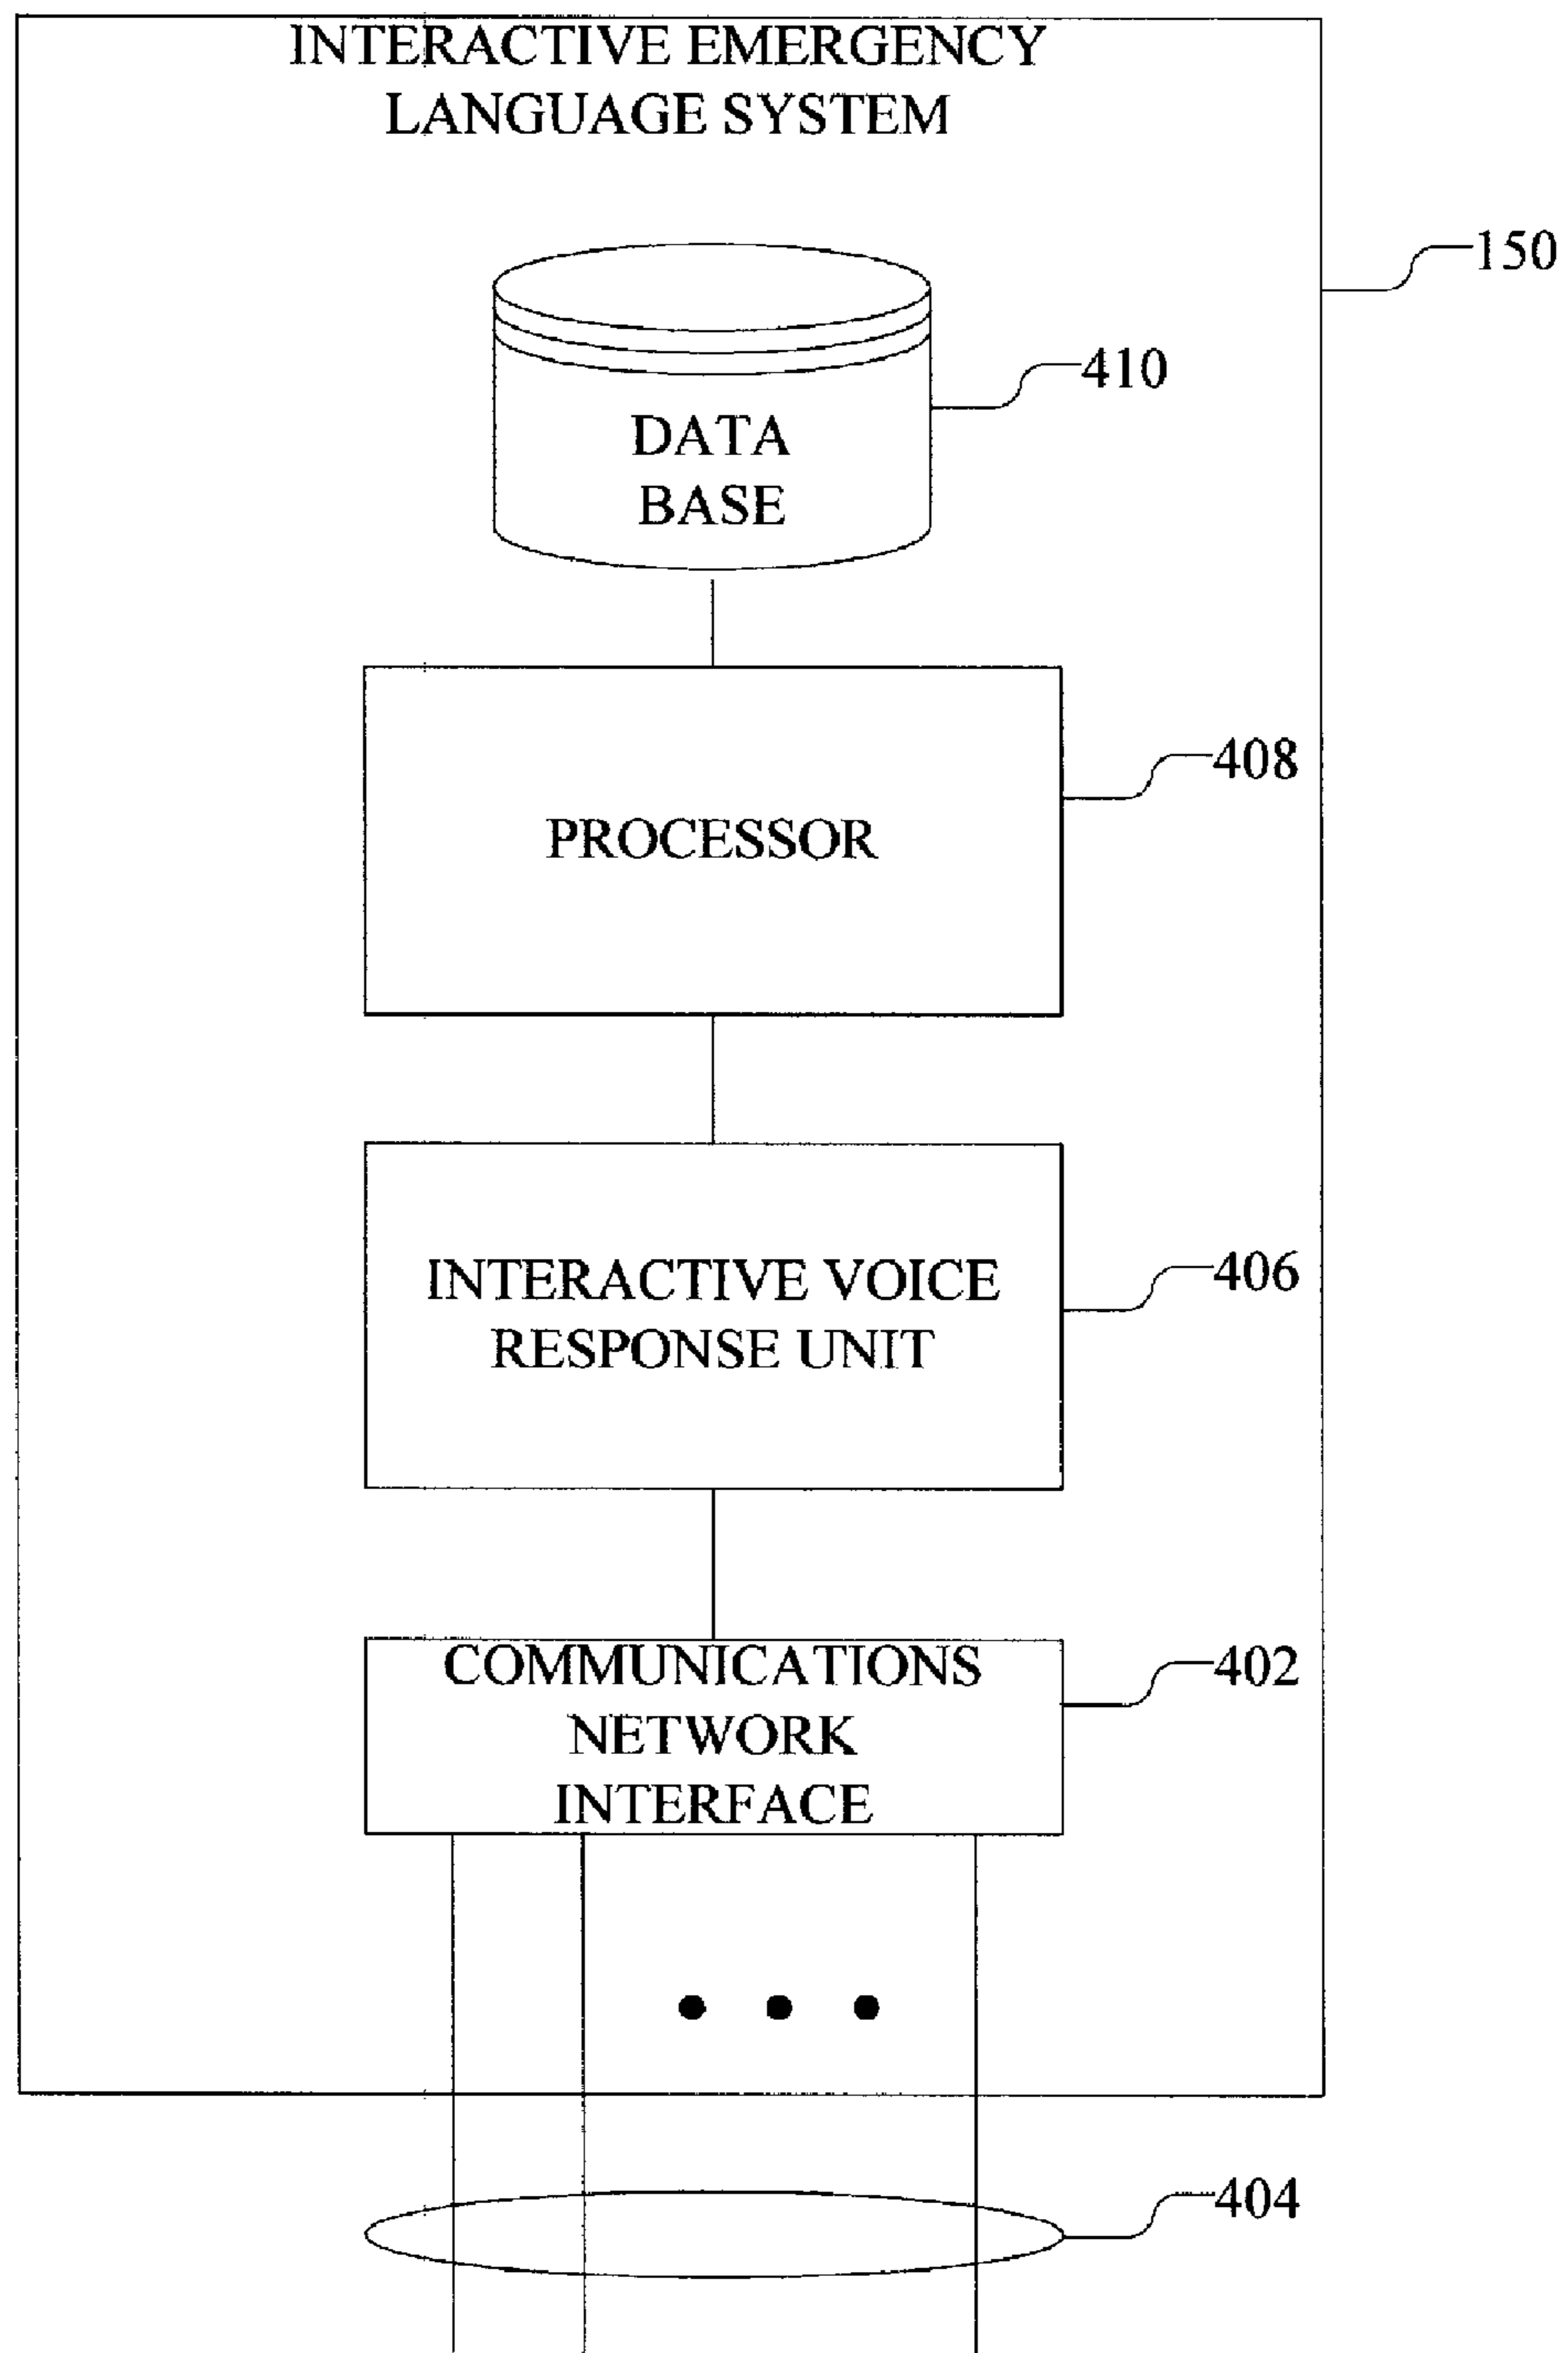 INTERACTIVE EMERGENCY
LANGUAGE SYSTEM
150
410
DATA
BASE
408
PROCESSOR
INTERACTIVE VOICE
RESPONSE UNIT
406
COMMUNICATIONS
NETWORK
INTERFACE
402
404